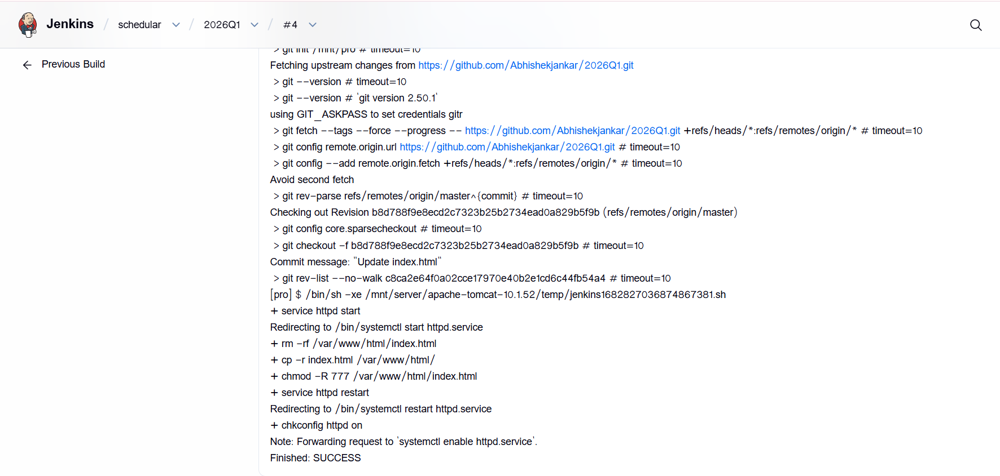 Jenkins / schedular / 2026Q1 / #4
Previous Build
> git init /mnt/pro # timeout=10
Fetching upstream changes from https://github.com/Abhishekjankar/2026Q1.git
> git --version # timeout=10
> git --version # 'git version 2.50.1'
using GIT_ASKPASS to set credentials gitr
> git fetch --tags --force --progress -- https://github.com/Abhishekjankar/2026Q1.git +refs/heads/*:refs/remotes/origin/* # timeout=10
> git config remote.origin.url https://github.com/Abhishekjankar/2026Q1.git # timeout=10
> git config --add remote.origin.fetch +refs/heads/*:refs/remotes/origin/* # timeout=10
Avoid second fetch
> git rev-parse refs/remotes/origin/master^{commit} # timeout=10
Checking out Revision b8d788f9e8ecd2c7323b25b2734ead0a829b5f9b (refs/remotes/origin/master)
> git config core.sparsecheckout # timeout=10
> git checkout -f b8d788f9e8ecd2c7323b25b2734ead0a829b5f9b # timeout=10
Commit message: "Update index.html"
> git rev-list --no-walk c8ca2e64f0a02cce17970e40b2e1cd6c44fb54a4 # timeout=10
[pro] $ /bin/sh -xe /mnt/server/apache-tomcat-10.1.52/temp/jenkins1682827036874867381.sh
+ service httpd start
Redirecting to /bin/systemctl start httpd.service
+ rm -rf /var/www/html/index.html
+ cp -r index.html /var/www/html/
+ chmod -R 777 /var/www/html/index.html
+ service httpd restart
Redirecting to /bin/systemctl restart httpd.service
+ chkconfig httpd on
Note: Forwarding request to 'systemctl enable httpd.service'.
Finished: SUCCESS